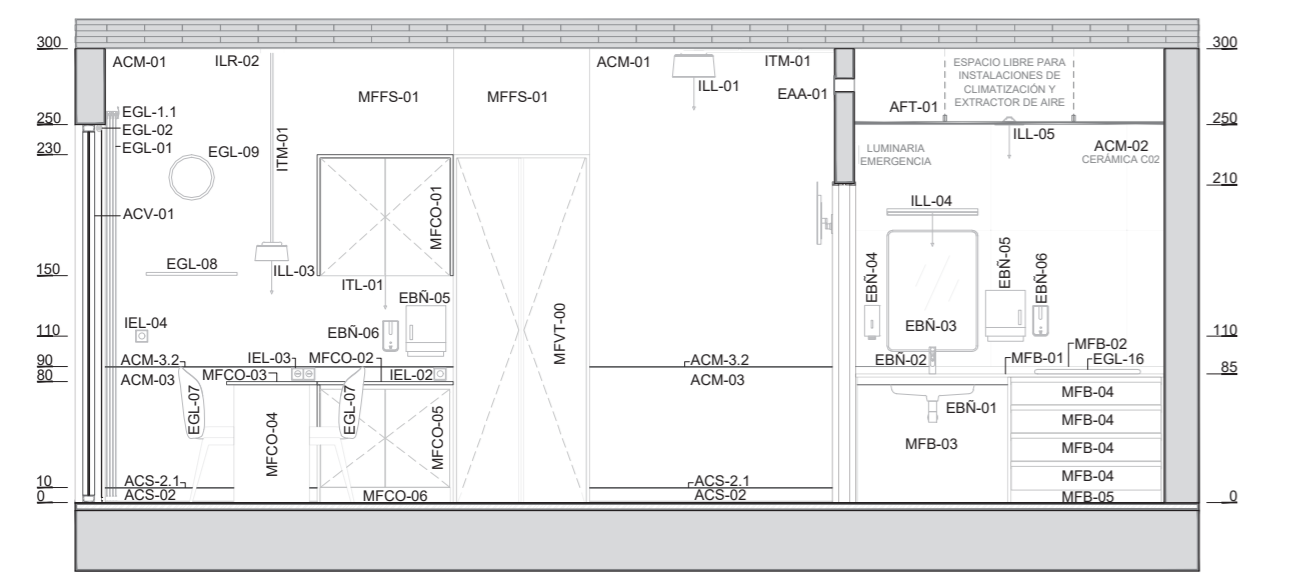 300
250
230
150
110
90
80
10
0
ACM-01
ILR-02
MFFS-01
MFFS-01
ACM-01
ILL-01
ITM-01
EAA-01
ESPACIO LIBRE PARA
INSTALACIONES DE
CLIMATIZACIÓN Y
EXTRACTOR DE AIRE
AFT-01
ILL-05
300
250
210
110
85
0
EGL-1.1
EGL-02
EGL-01
EGL-09
ITM-01
ACV-01
EGL-08
ILL-03
MFCO-01
ITL-01
EBÑ-05
EBÑ-06
IEL-04
MFVT-00
ACM-3.2
ACM-03
IEL-03
MFCO-02
MFCO-03
IEL-02
EGL-07
EGL-07
MFCO-04
MFCO-05
ACS-2.1
ACS-02
MFCO-06
ACM-3.2
ACM-03
ACS-2.1
ACS-02
LUMINARIA
EMERGENCIA
ACM-02
CERÁMICA C02
ILL-04
EBÑ-04
EBÑ-03
EBÑ-05
EBÑ-06
EBÑ-02
MFB-02
MFB-01
EGL-16
EBÑ-01
MFB-03
MFB-04
MFB-04
MFB-04
MFB-04
MFB-05